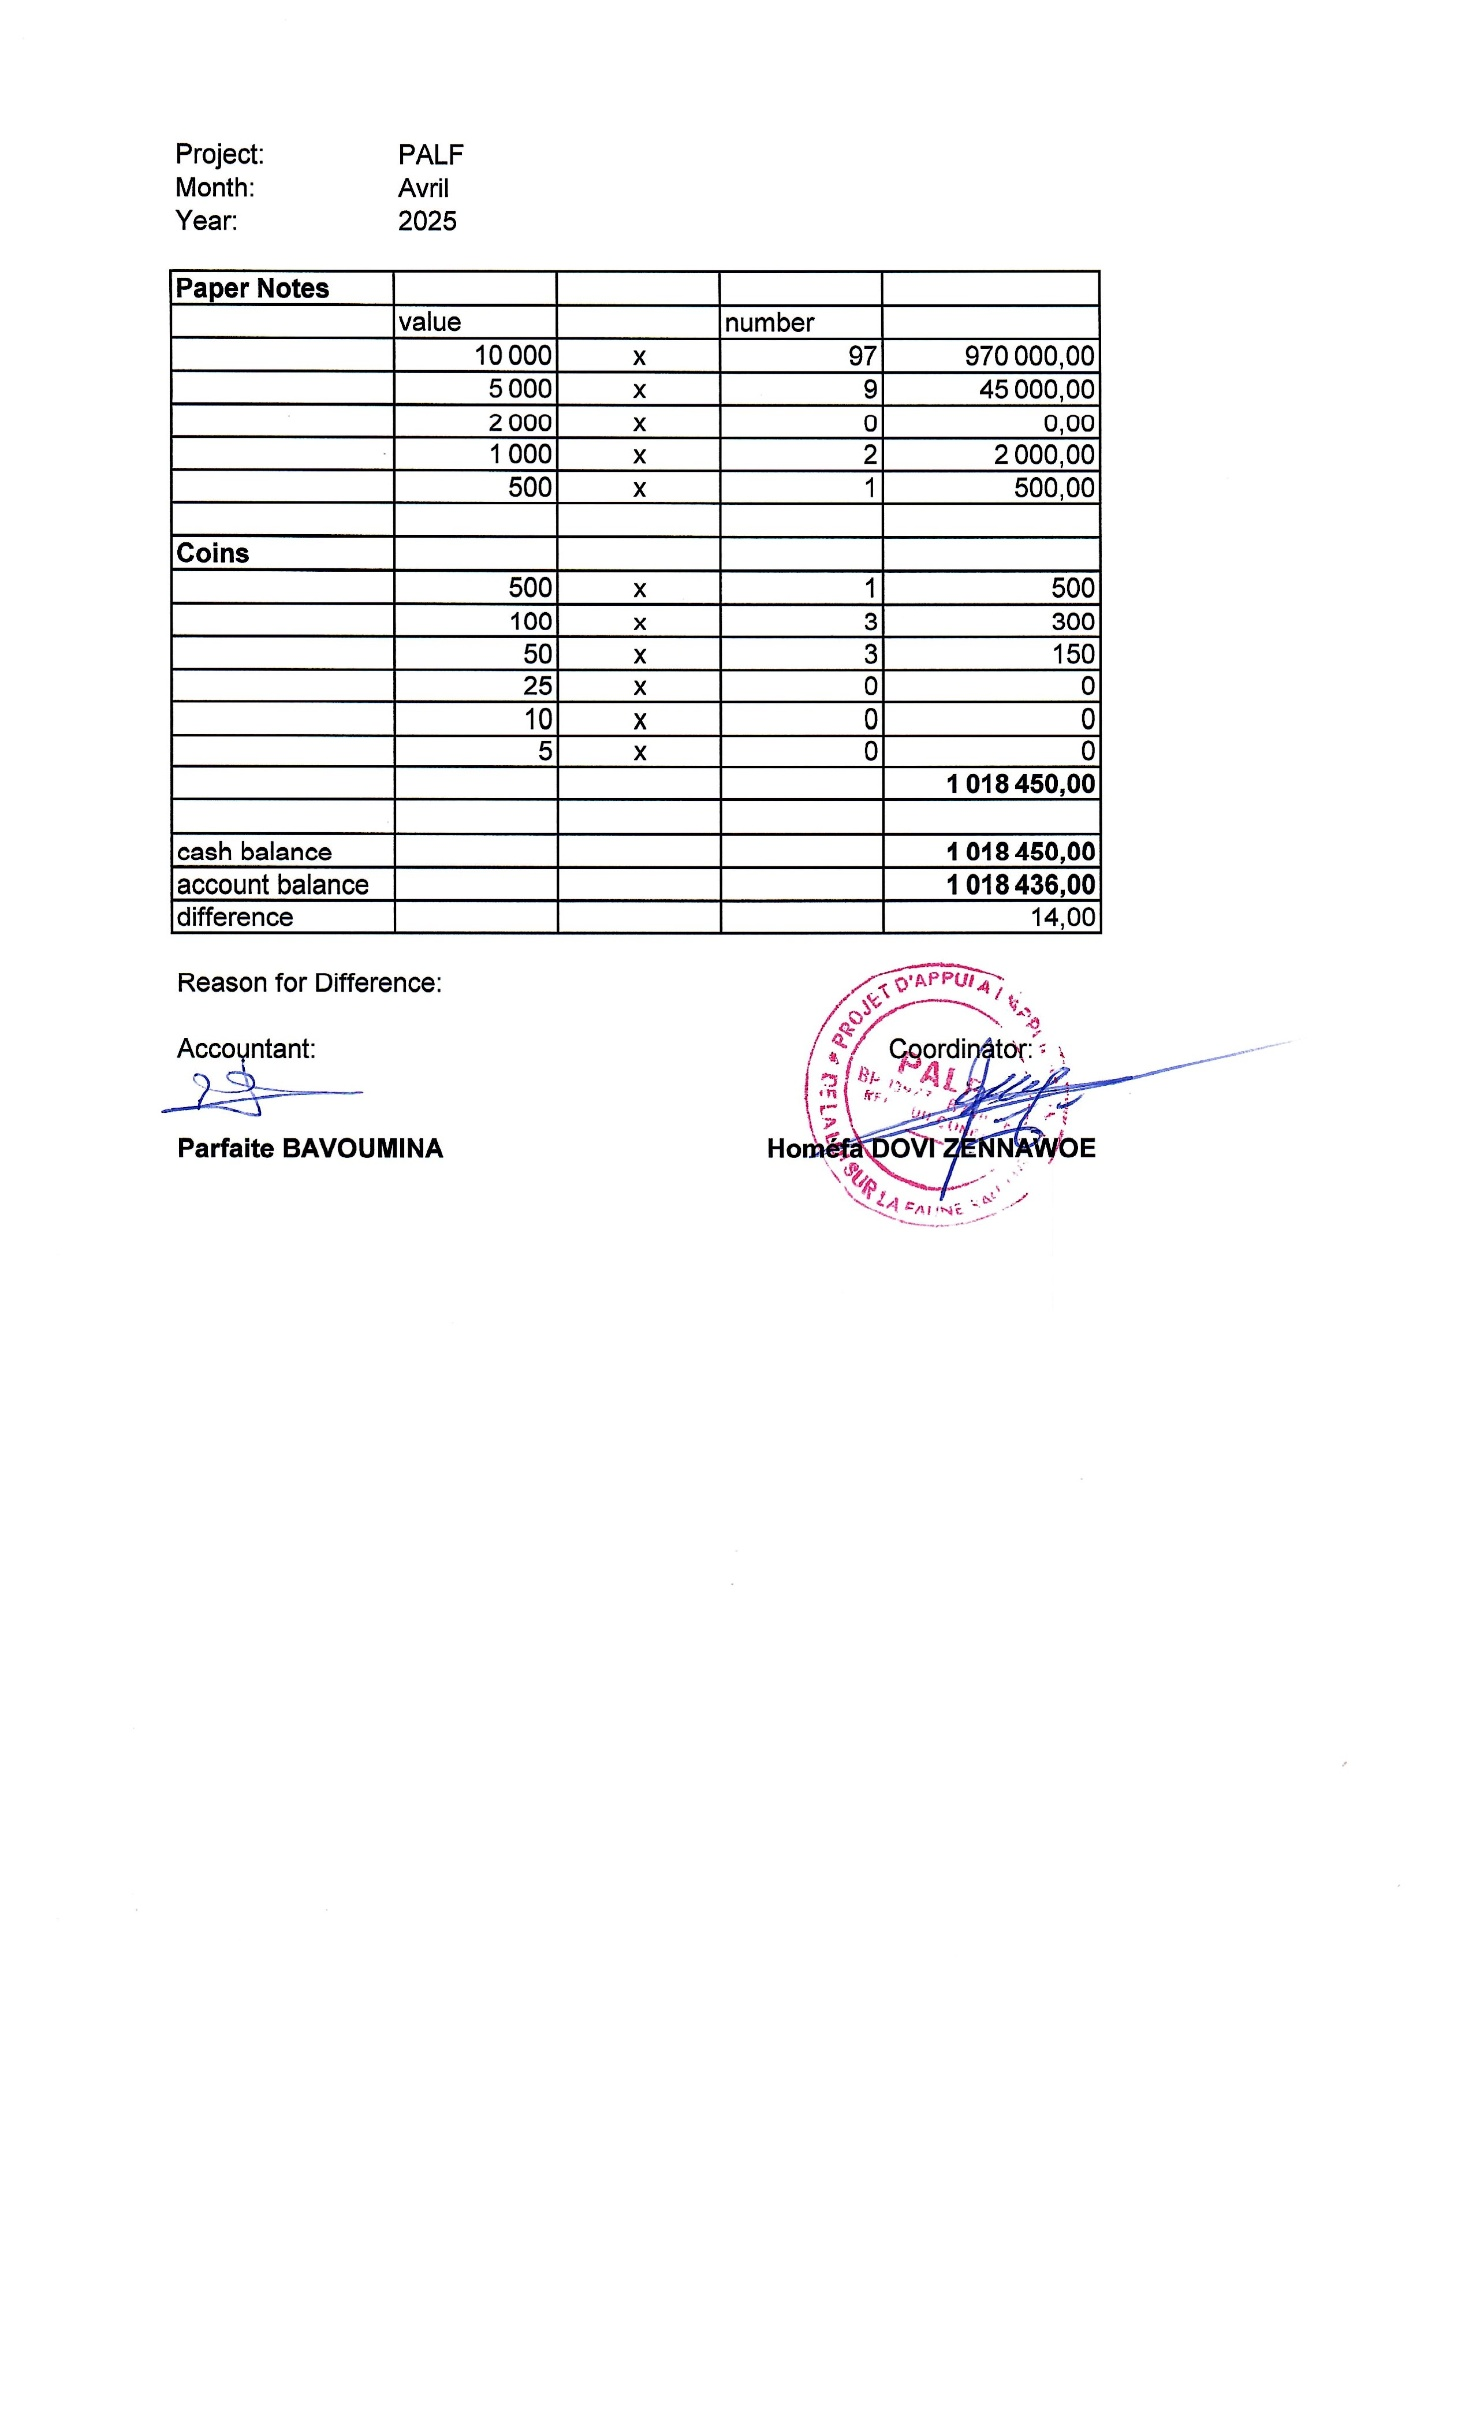 Project: PALF
Month: Avril
Year: 2025
Paper Notes
value number
10 000 x 97 970 000,00
5 000 x 9 45 000,00
2 000 x 0 0,00
1 000 x 2 2 000,00
500 x 1 500,00
Coins
500 x 1 500
100 x 3 300
50 x 3 150
25 x 0 0
10 x 0 0
5 x 0 0
1 018 450,00
cash balance 1 018 450,00
account balance 1 018 436,00
difference 14,00
Reason for Difference:
Accountant: Coordinator:
Parfaite BAVOUMINA Homéfa DOVI ZENNAWOE
PROJET D'APPUI A
SUR LA FAUNE
PALF